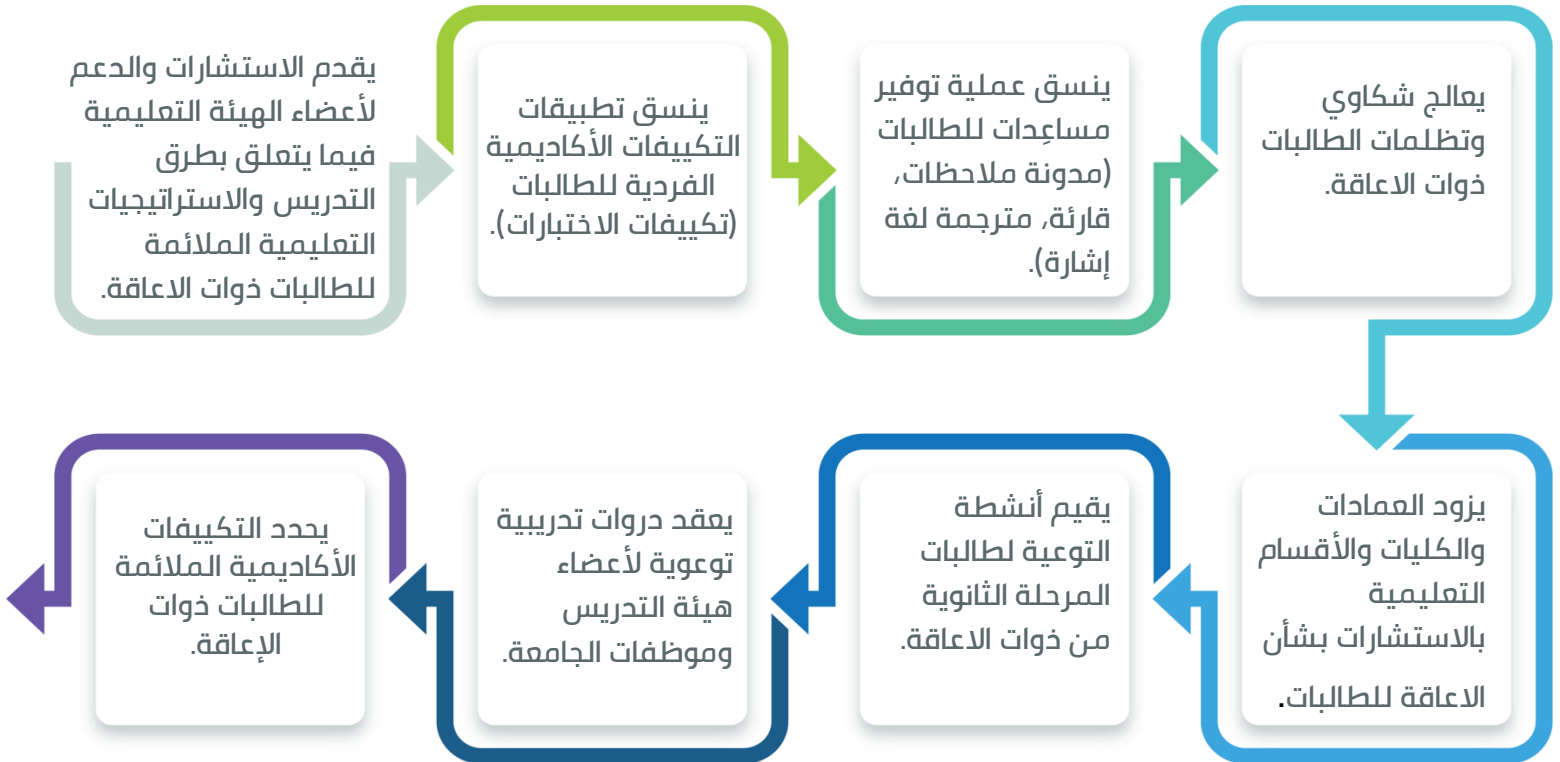 يقدم الاستشارات والدعم
لأعضاء الهيئة التعليمية
فيما يتعلق بطرق
التدريس والاستراتيجيات
التعليمية الملائمة
للطالبات ذوات الاعاقة.
ينسق تطبيقات
التكييفات الأكاديمية
الفردية للطالبات
(تكييفات الاختبارات).
ينسق عملية توفير
مساعِدات للطالبات
(مدونة ملاحظات،
قارئة، مترجمة لغة
إشارة).
يعالج شكاوي
وتظلمات الطالبات
ذوات الاعاقة.
يزود العمادات
والكليات والأقسام
التعليمية
بالاستشارات بشأن
الاعاقة للطالبات.
يقيم أنشطة
التوعية لطالبات
المرحلة الثانوية
من ذوات الاعاقة.
يعقد دروات تدريبية
توعوية لأعضاء
هيئة التدريس
وموظفات الجامعة.
يحدد التكييفات
الأكاديمية الملائمة
للطالبات ذوات
الإعاقة.